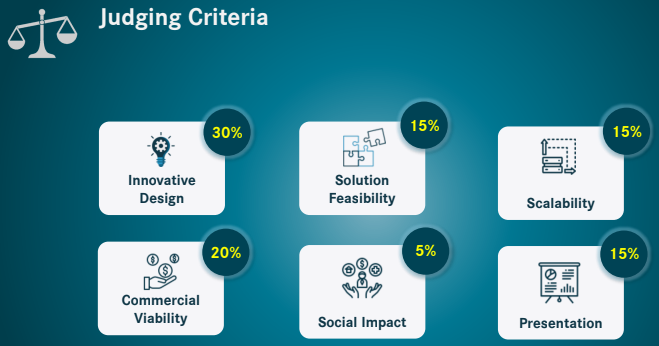 Judging Criteria
30%
Innovative
Design
15%
Solution
Feasibility
15%
Scalability
20%
Commercial
Viability
5%
Social Impact
15%
Presentation